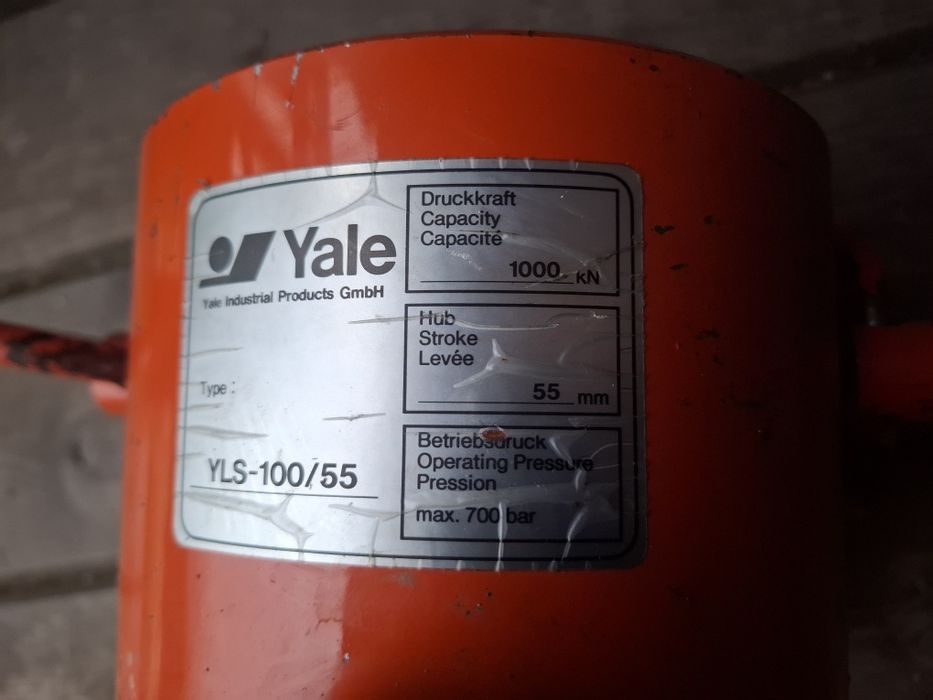 Yale
Yale Industrial Products GmbH
Type :
YLS-100/55
Druckkraft
Capacity
Capacité
1000 kN
Hub
Stroke
Levée
55 mm
Betriebsdruck
Operating Pressure
Pression
max. 700 bar